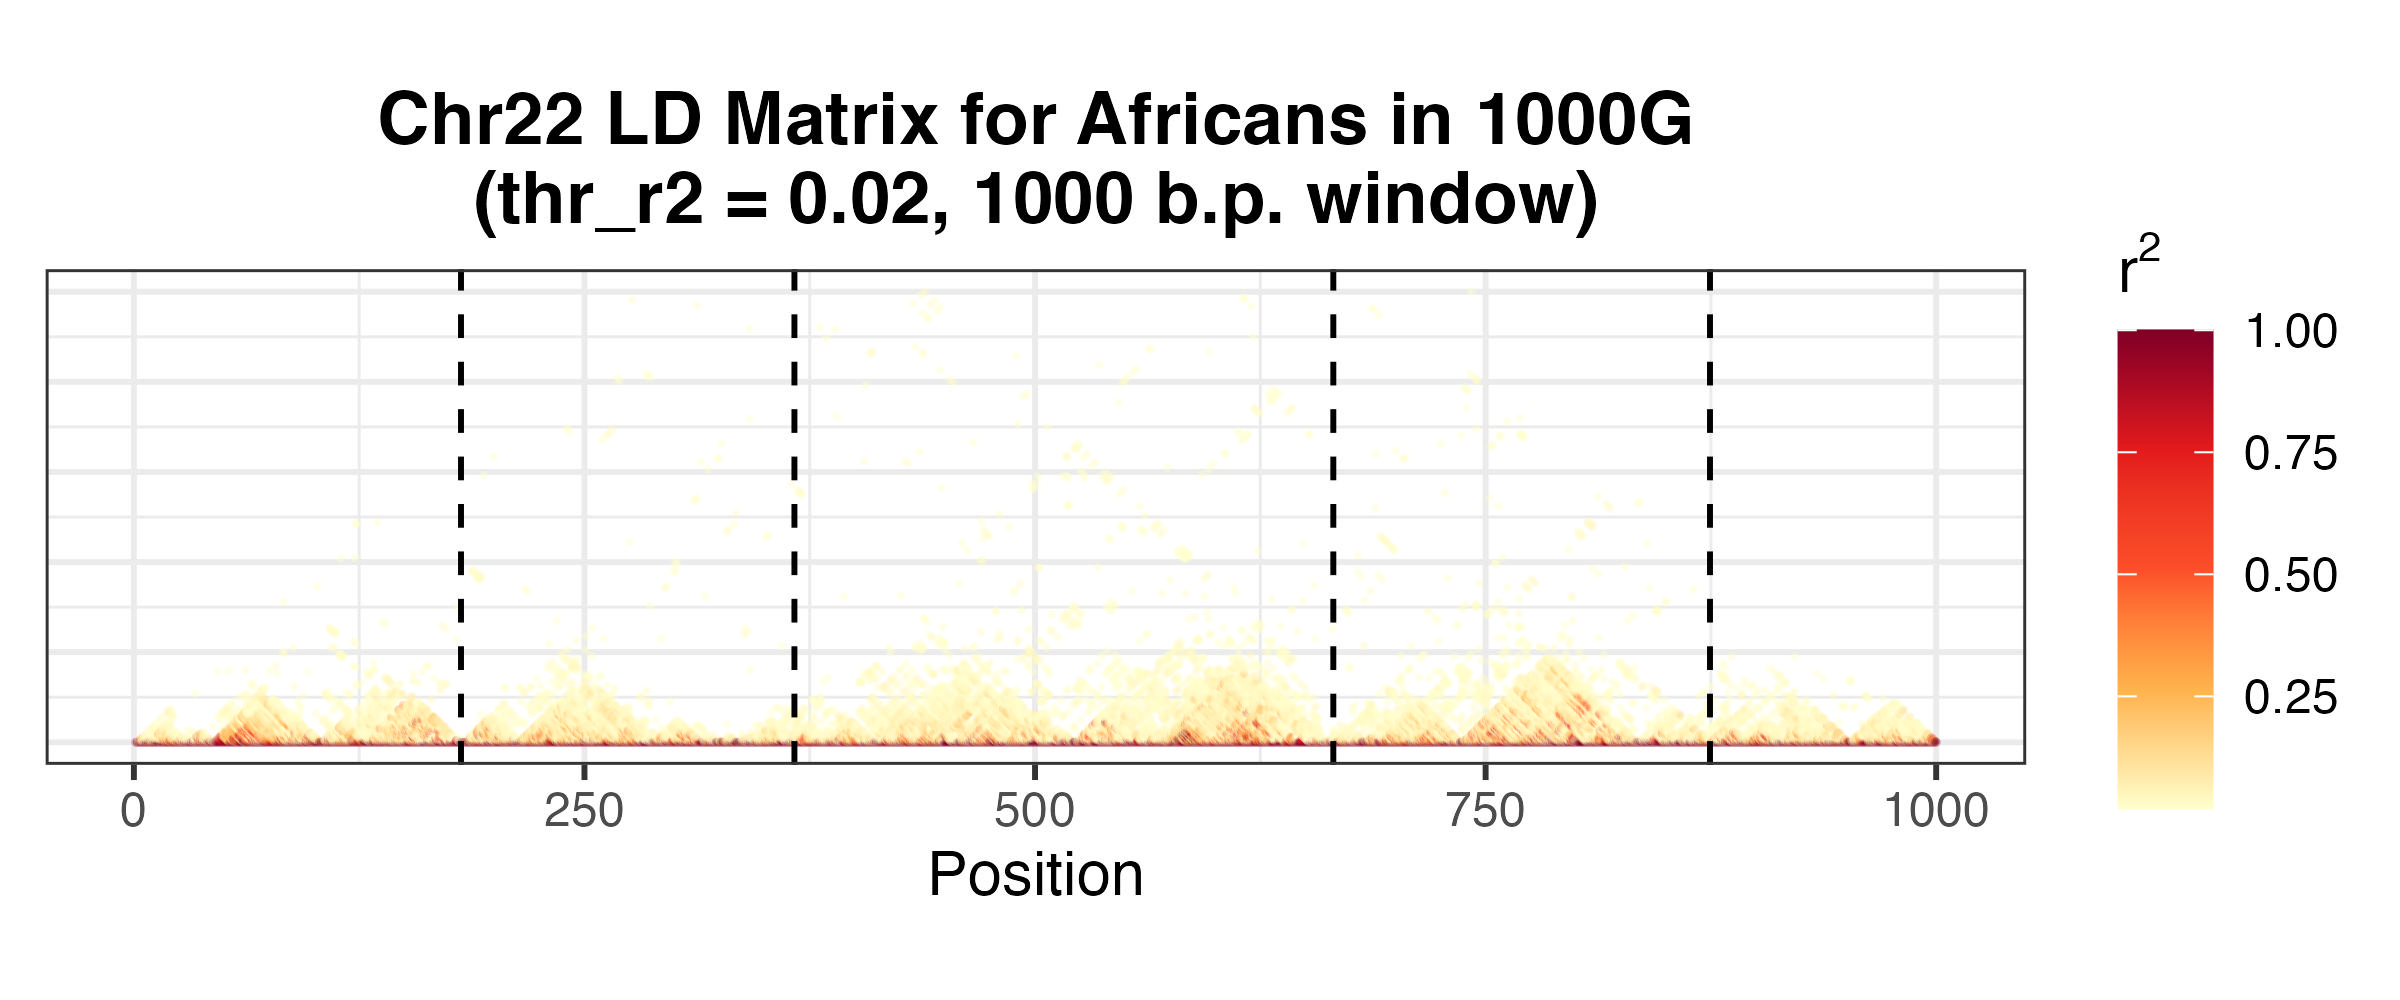 Chr22 LD Matrix for Africans in 1000G
(thr_r2 = 0.02, 1000 b.p. window)
r2
1.00
0.75
0.50
0.25
0 250 500 750 1000
Position